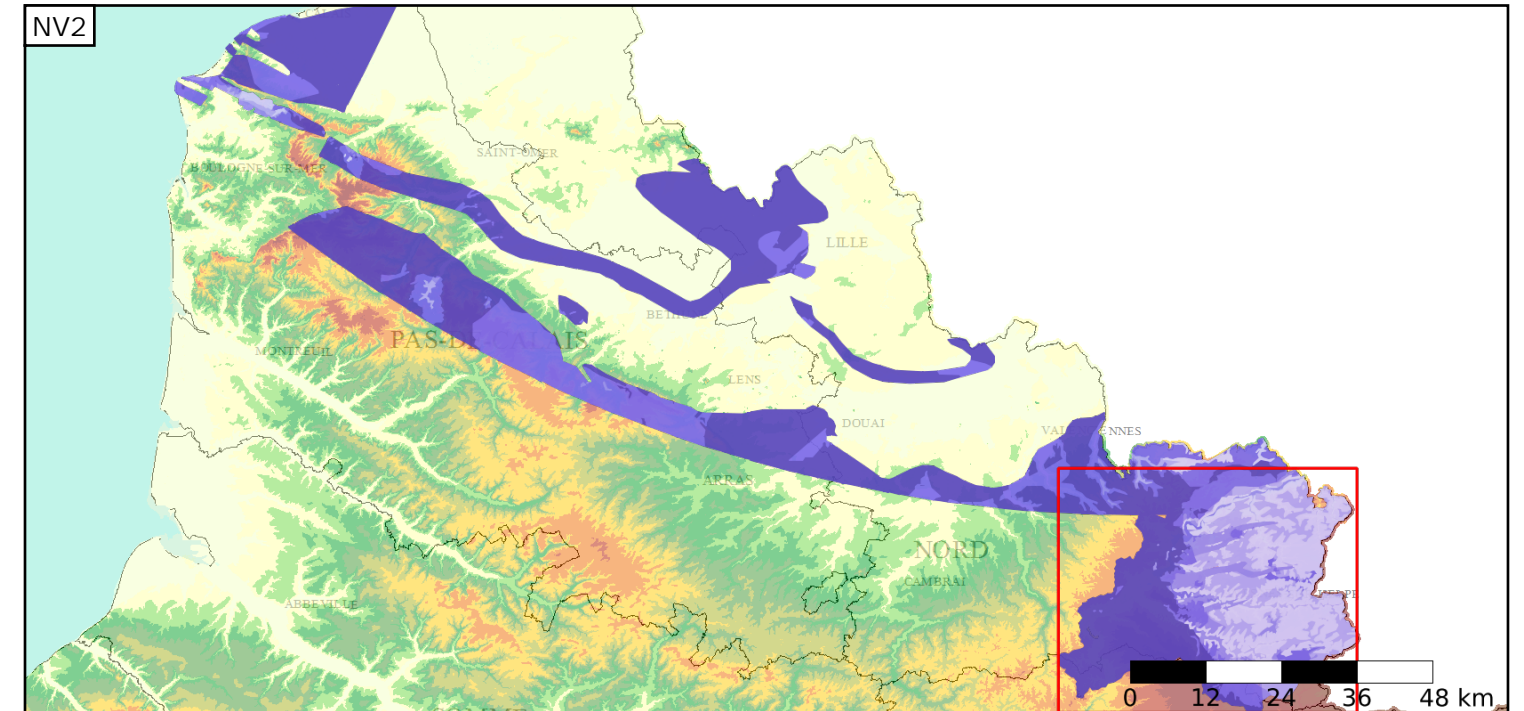 NV2
SAINT-OMER
BOULOGNE-SUR-MER
LILLE
BETHUNE
PAS-DE-CALAIS
MONTREUIL
LENS
DOUAI
VALENNES
ARRAS
NORD
CAMBRAI
ABBEVILLE
0 12 24 36 48 km